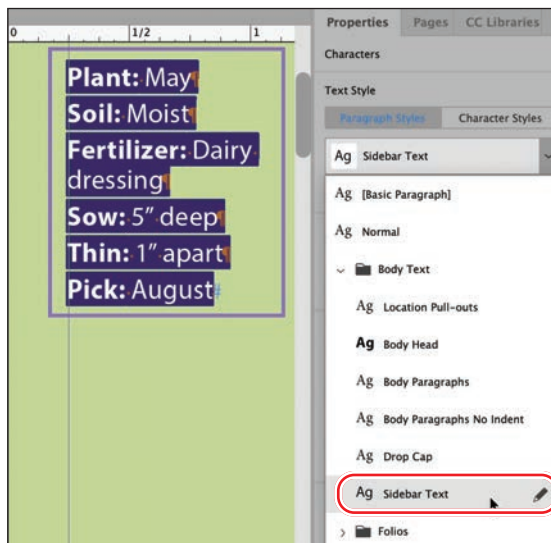 0 1/2 1
Plant: May¶
Soil: Moist¶
Fertilizer: Dairy
dressing¶
Sow: 5” deep¶
Thin: 1” apart¶
Pick: August#
Properties Pages CC Libraries
Characters
Text Style
Paragraph Styles Character Styles
Ag Sidebar Text
Ag [Basic Paragraph]
Ag Normal
Body Text
Ag Location Pull-outs
Ag Body Head
Ag Body Paragraphs
Ag Body Paragraphs No Indent
Ag Drop Cap
Ag Sidebar Text
Folios